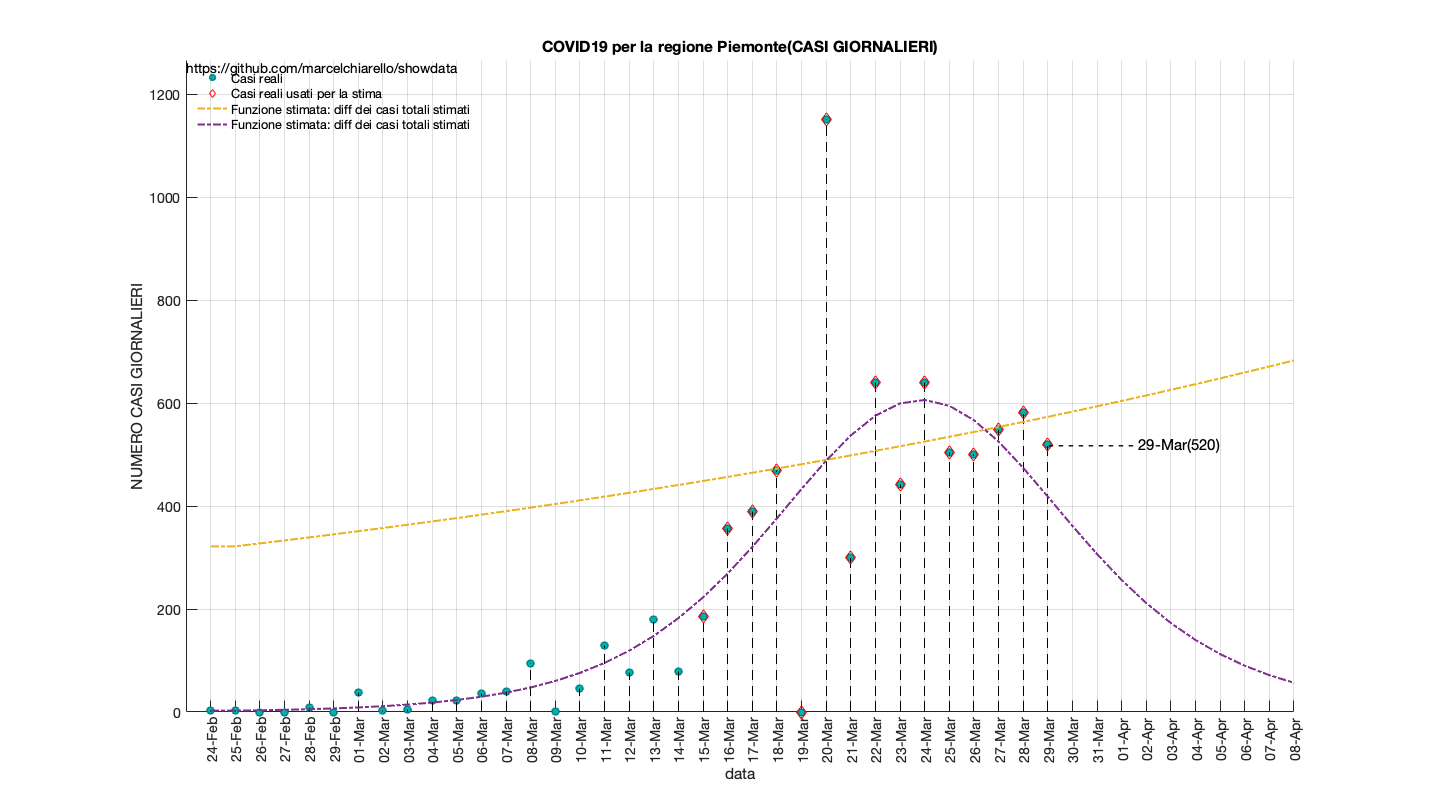 COVID19 per la regione Piemonte(CASI GIORNALIERI)
https://github.com/marcelchiarello/showdata
Casi reali
Casi reali usati per la stima
Funzione stimata: diff dei casi totali stimati
Funzione stimata: diff dei casi totali stimati
1200
1000
800
600
400
200
0
NUMERO CASI GIORNALIERI
29-Mar(520)
24-Feb
25-Feb
26-Feb
27-Feb
28-Feb
29-Feb
01-Mar
02-Mar
03-Mar
04-Mar
05-Mar
06-Mar
07-Mar
08-Mar
09-Mar
10-Mar
11-Mar
12-Mar
13-Mar
14-Mar
15-Mar
16-Mar
17-Mar
18-Mar
19-Mar
20-Mar
21-Mar
22-Mar
23-Mar
24-Mar
25-Mar
26-Mar
27-Mar
28-Mar
29-Mar
30-Mar
31-Mar
01-Apr
02-Apr
03-Apr
04-Apr
05-Apr
06-Apr
07-Apr
08-Apr
data